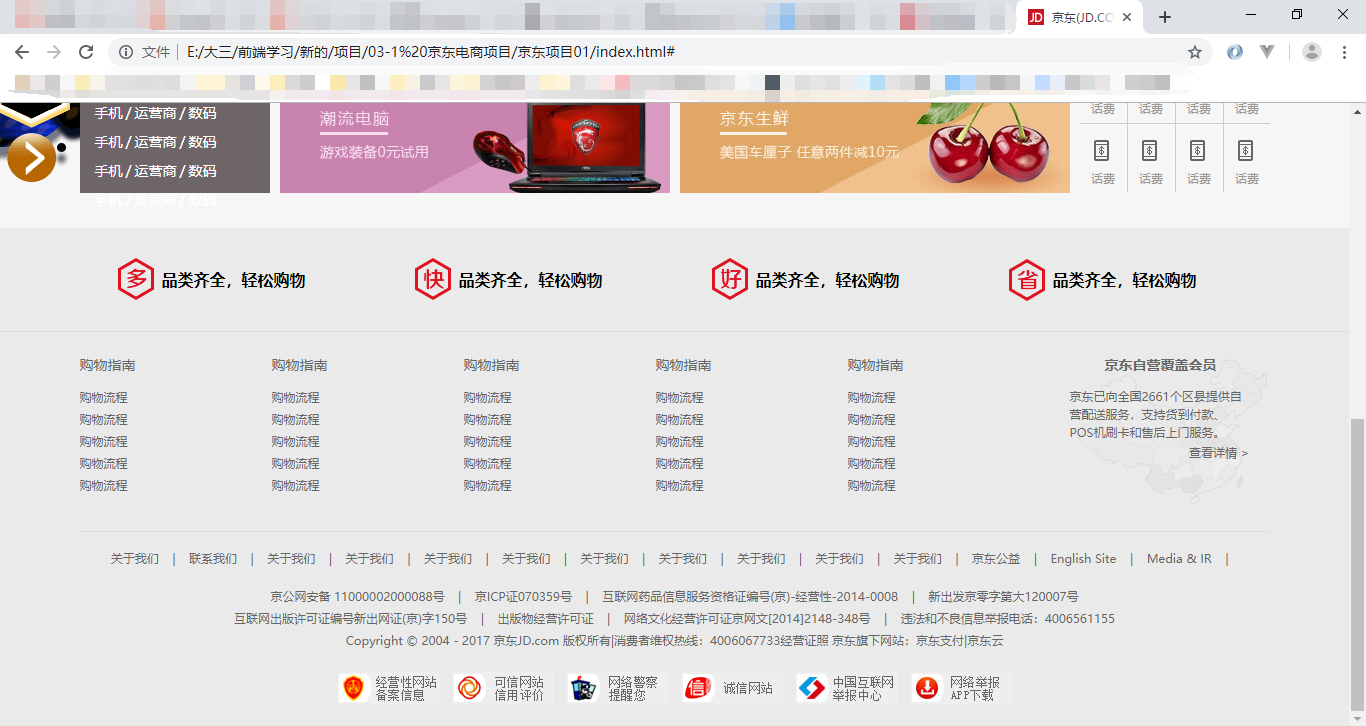 JD 京东(JD.CO
文件 E:/大三/前端学习/新的/项目/03-1%20京东电商项目/京东项目01/index.html#
手机 / 运营商 / 数码 潮流电脑 京东生鲜 话费 话费 话费 话费
手机 / 运营商 / 数码 游戏装备0元试用 美国车厘子 任意两件减10元
手机 / 运营商 / 数码 话费 话费 话费 话费
手机 / 运营商 / 数码
多 品类齐全，轻松购物 快 品类齐全，轻松购物 好 品类齐全，轻松购物 省 品类齐全，轻松购物
购物指南 购物指南 购物指南 购物指南 购物指南 京东自营覆盖会员
购物流程 购物流程 购物流程 购物流程 购物流程 京东已向全国2661个区县提供自
购物流程 购物流程 购物流程 购物流程 购物流程 营配送服务，支持货到付款、
购物流程 购物流程 购物流程 购物流程 购物流程 POS机刷卡和售后上门服务。
购物流程 购物流程 购物流程 购物流程 购物流程 查看详情 >
购物流程 购物流程 购物流程 购物流程 购物流程
关于我们 | 联系我们 | 关于我们 | 关于我们 | 关于我们 | 关于我们 | 关于我们 | 关于我们 | 关于我们 | 关于我们 | 关于我们 | 京东公益 | English Site | Media & IR |
京公网安备 11000002000088号 | 京ICP证070359号 | 互联网药品信息服务资格证编号(京)-经营性-2014-0008 | 新出发京零字第大120007号
互联网出版许可证编号新出网证(京)字150号 | 出版物经营许可证 | 网络文化经营许可证京网文[2014]2148-348号 | 违法和不良信息举报电话：4006561155
Copyright © 2004 - 2017 京东JD.com 版权所有|消费者维权热线：4006067733经营证照 京东旗下网站：京东支付|京东云
经营性网站 可信网站 网络警察 诚信网站 中国互联网 网络举报
备案信息 信用评价 提醒您 举报中心 APP下载